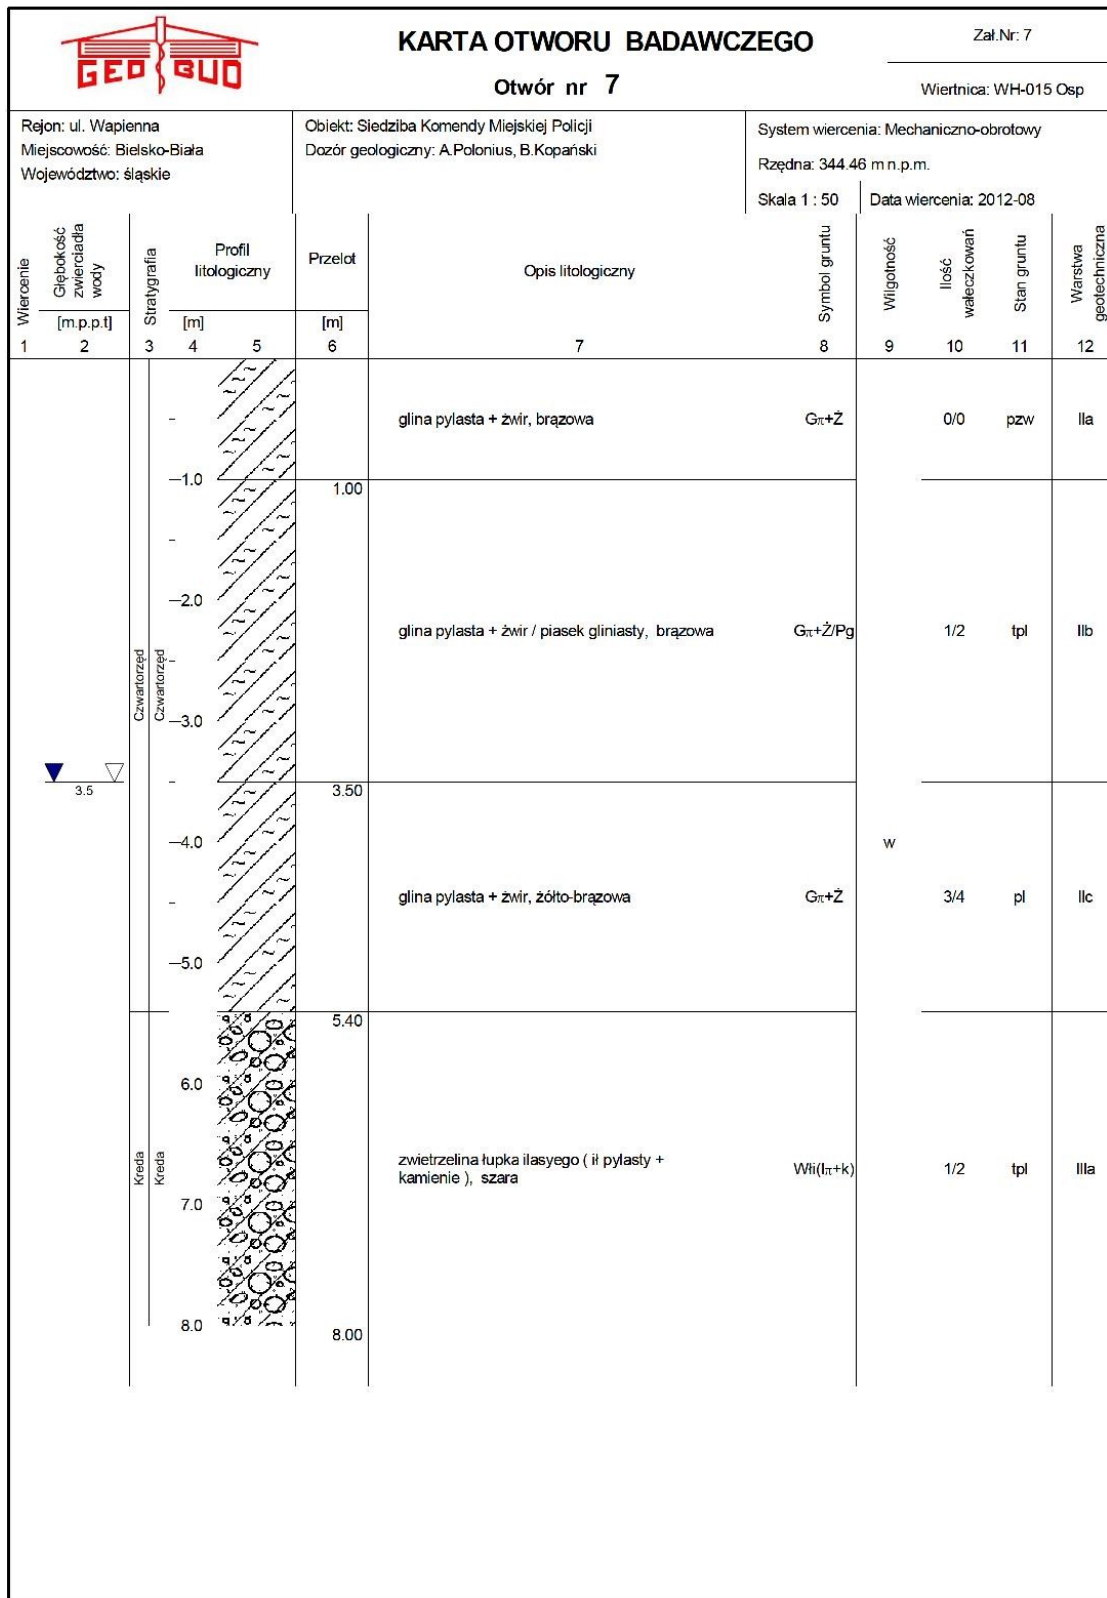 GEO BUD
KARTA OTWORU BADAWCZEGO
Otwór nr 7
Zał.Nr: 7
Wiertnica: WH-015 Osp
Rejon: ul. Wapienna
Miejscowość: Bielsko-Biała
Województwo: śląskie
Obiekt: Siedziba Komendy Miejskiej Policji
Dozór geologiczny: A.Polonius, B.Kopański
System wiercenia: Mechaniczno-obrotowy
Rzędna: 344.46 m n.p.m.
Skala 1 : 50
Data wiercenia: 2012-08
Wiercenie
Głębokość
zwierciadła
wody
[m.p.p.t]
Stratygrafia
Profil
litologiczny
[m]
Przelot
[m]
Opis litologiczny
Symbol gruntu
Wilgotność
Ilość
wałeczkowań
Stan gruntu
Warstwa
geotechniczna
1 2 3 4 5 6 7 8 9 10 11 12
glina pylasta + żwir, brązowa
Gπ+Ż
0/0
pzw
IIa
1.0
1.00
2.0
glina pylasta + żwir / piasek gliniasty, brązowa
Gπ+Ż/Pg
1/2
tpl
IIb
Czwartorzęd
Czwartorzęd
3.0
3.5
3.50
4.0
w
glina pylasta + żwir, żółto-brązowa
Gπ+Ż
3/4
pl
IIc
5.0
5.40
6.0
Kreda
Kreda
zwietrzelina łupka ilasyego ( ił pylasty +
kamienie ), szara
Włi(Iπ+k)
1/2
tpl
IIIa
7.0
8.0
8.00